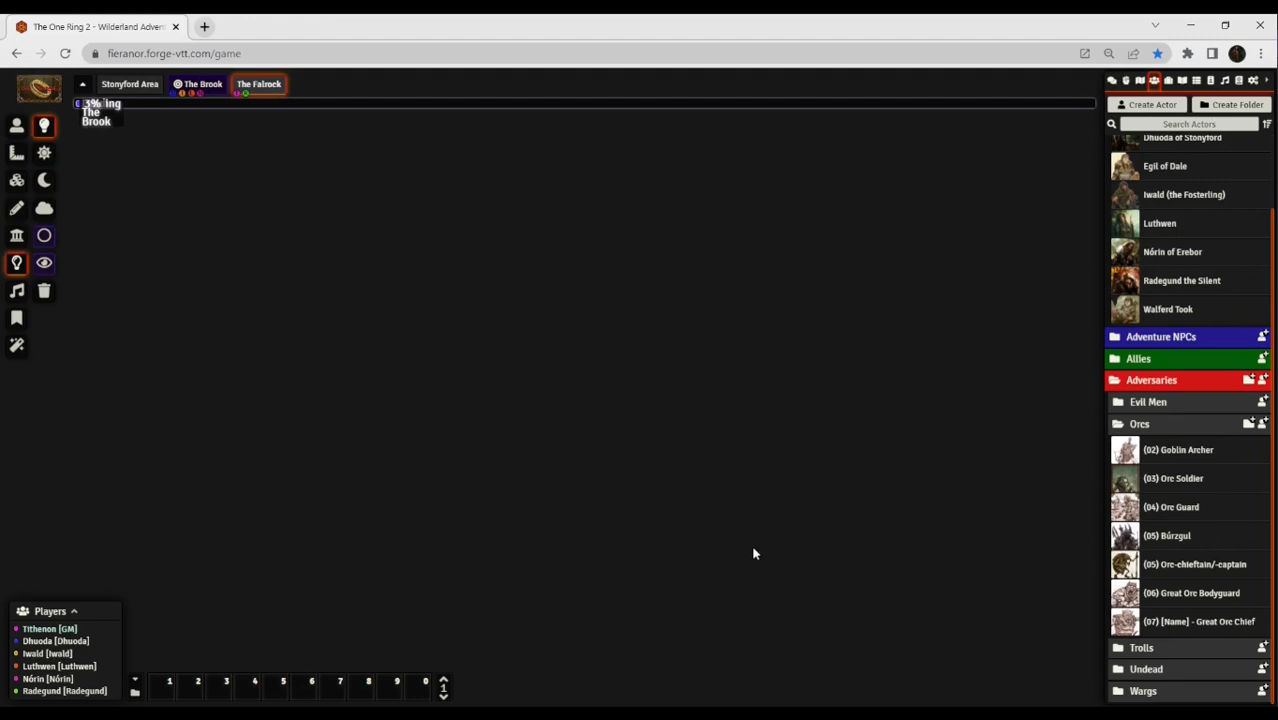 The One Ring 2 - Wilderland Adven
fieranor.forge-vtt.com/game
Stonyford Area
The Brook
The Falrock
3%
ing
The
Brook
Create Actor
Create Folder
Search Actors
Dhuoda of Stonyford
Egil of Dale
Iwald (the Fosterling)
Luthwen
Nórin of Erebor
Radegund the Silent
Walferd Took
Adventure NPCs
Allies
Adversaries
Evil Men
Orcs
(02) Goblin Archer
(03) Orc Soldier
(04) Orc Guard
(05) Búrzgul
(05) Orc-chieftain/-captain
(06) Great Orc Bodyguard
(07) [Name] - Great Orc Chief
Trolls
Undead
Wargs
Players
Tithenon [GM]
Dhuoda [Dhuoda]
Iwald [Iwald]
Luthwen [Luthwen]
Nórin [Nórin]
Radegund [Radegund]
1 2 3 4 5 6 7 8 9 0
1